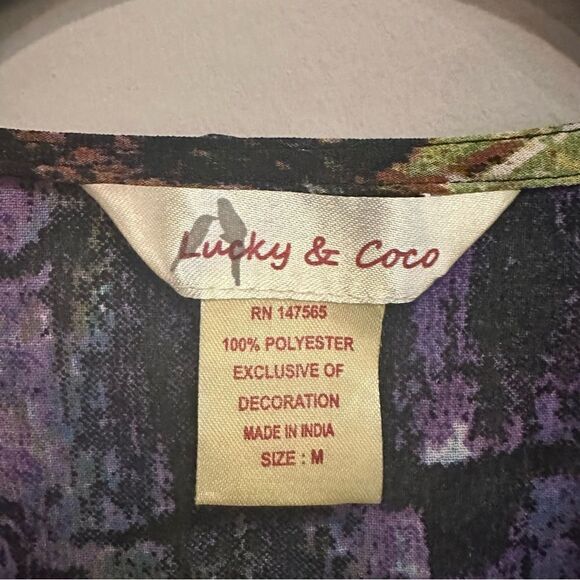 Lucky & Coco
RN 147565
100% POLYESTER
EXCLUSIVE OF
DECORATION
MADE IN INDIA
SIZE : M